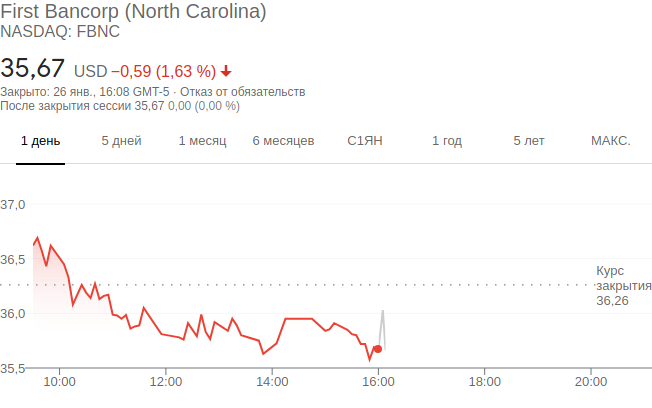 First Bancorp (North Carolina)
NASDAQ: FBNC
35,67 USD −0,59 (1,63 %)
Закрыто: 26 янв., 16:08 GMT-5 · Отказ от обязательств
После закрытия сессии 35,67 0,00 (0,00 %)
1 день 5 дней 1 месяц 6 месяцев С1ЯН 1 год 5 лет МАКС.
37,0
36,5
Курс
закрытия
36,26
36,0
35,5
10:00 12:00 14:00 16:00 18:00 20:00